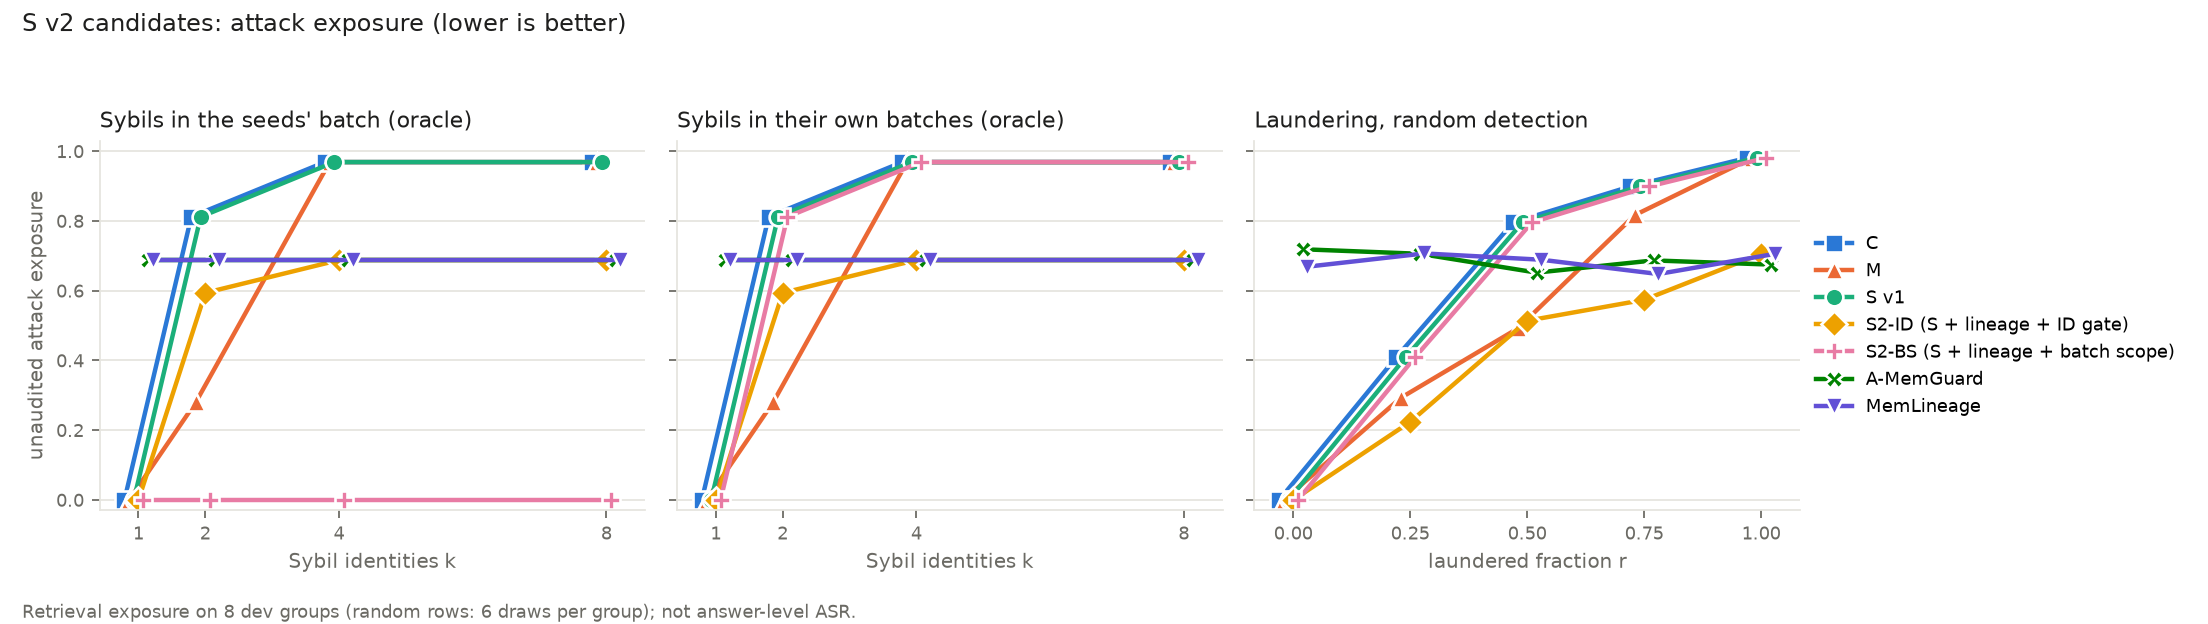 S v2 candidates: attack exposure (lower is better)
Sybils in the seeds' batch (oracle)
Sybils in their own batches (oracle)
Laundering, random detection
unaudited attack exposure
1.0
0.8
0.6
0.4
0.2
0.0
1 2 4 8
1 2 4 8
0.00 0.25 0.50 0.75 1.00
Sybil identities k
Sybil identities k
laundered fraction r
C
M
S v1
S2-ID (S + lineage + ID gate)
S2-BS (S + lineage + batch scope)
A-MemGuard
MemLineage
Retrieval exposure on 8 dev groups (random rows: 6 draws per group); not answer-level ASR.